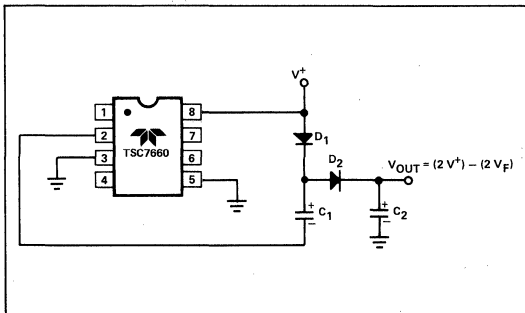 V+
1 8
2 7
TSC7660
3 6
4 5
D1
D2
VOUT = (2 V+) – (2 VF)
+
–
C1
+
–
C2